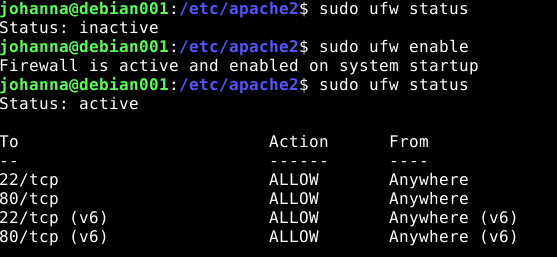 johanna@debian001:/etc/apache2$ sudo ufw status
Status: inactive
johanna@debian001:/etc/apache2$ sudo ufw enable
Firewall is active and enabled on system startup
johanna@debian001:/etc/apache2$ sudo ufw status
Status: active
To                         Action      From
--                         ------      ----
22/tcp                     ALLOW       Anywhere
80/tcp                     ALLOW       Anywhere
22/tcp (v6)                ALLOW       Anywhere (v6)
80/tcp (v6)                ALLOW       Anywhere (v6)